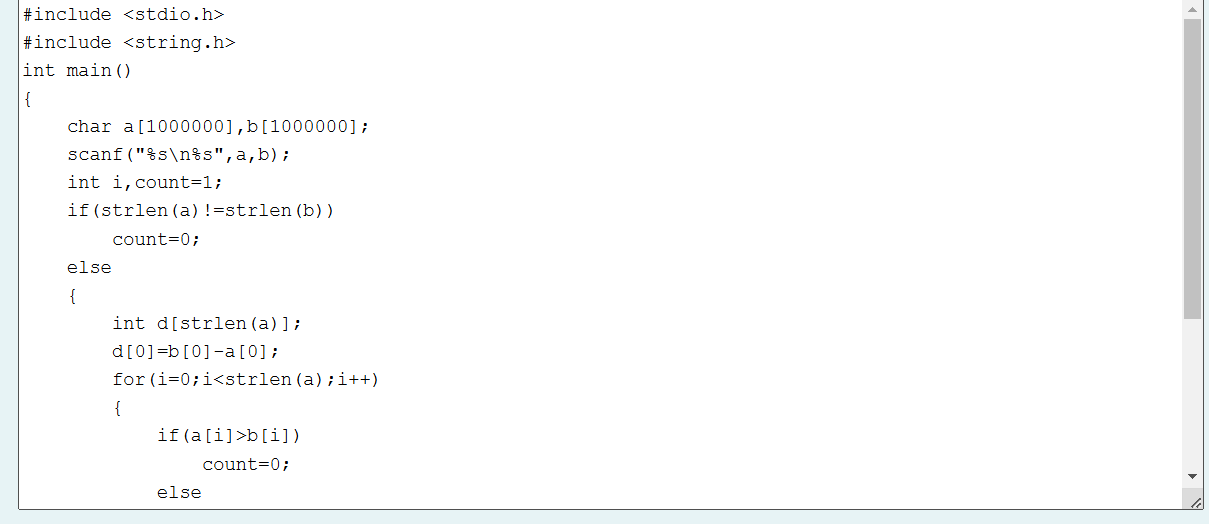 #include <stdio.h>
#include <string.h>
int main()
{
    char a[1000000],b[1000000];
    scanf("%s\n%s",a,b);
    int i,count=1;
    if(strlen(a)!=strlen(b))
        count=0;
    else
    {
        int d[strlen(a)];
        d[0]=b[0]-a[0];
        for(i=0;i<strlen(a);i++)
        {
            if(a[i]>b[i])
                count=0;
            else